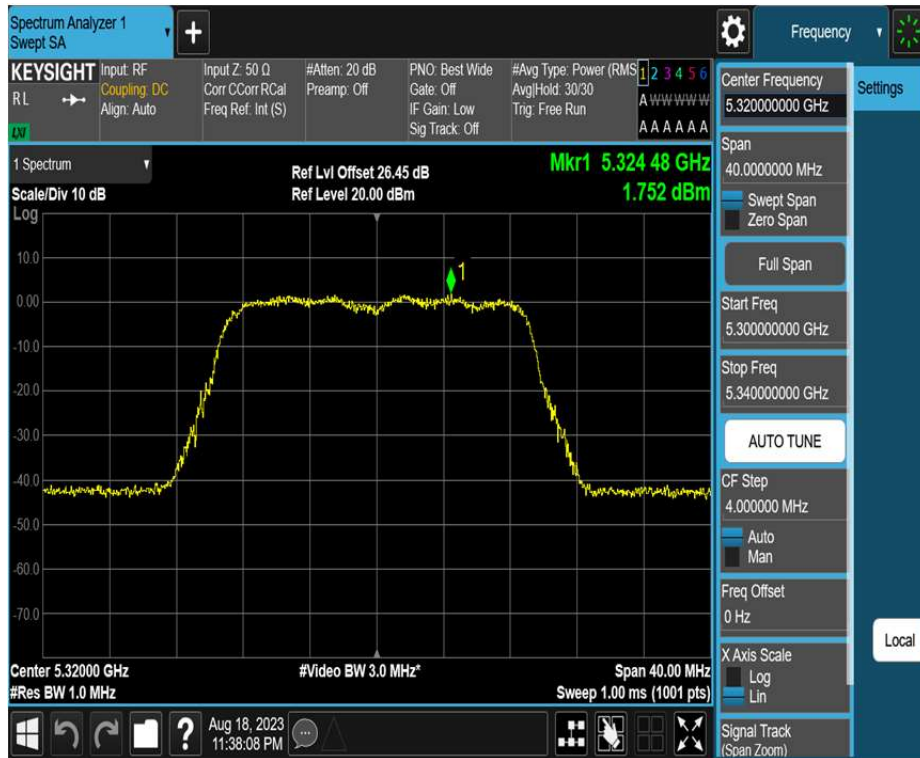 Spectrum Analyzer 1
Swept SA
Frequency
KEYSIGHT
R L
LXI
Input: RF
Coupling: DC
Align: Auto
Input Z: 50 Ω
Corr CCorr RCal
Freq Ref: Int (S)
#Atten: 20 dB
Preamp: Off
PNO: Best Wide
Gate: Off
IF Gain: Low
Sig Track: Off
#Avg Type: Power (RMS
Avg|Hold: 30/30
Trig: Free Run
1 2 3 4 5 6
A W W W W W
A A A A A A
Center Frequency
5.320000000 GHz
Settings
1 Spectrum
Scale/Div 10 dB
Log
Ref Lvl Offset 26.45 dB
Ref Level 20.00 dBm
Mkr1 5.324 48 GHz
1.752 dBm
Span
40.0000000 MHz
Swept Span
Zero Span
Full Span
Start Freq
5.300000000 GHz
Stop Freq
5.340000000 GHz
AUTO TUNE
CF Step
4.000000 MHz
Auto
Man
Freq Offset
0 Hz
X Axis Scale
Log
Lin
Signal Track
(Span Zoom)
Local
10.0
0.00
-10.0
-20.0
-30.0
-40.0
-50.0
-60.0
-70.0
1
Center 5.32000 GHz
#Res BW 1.0 MHz
#Video BW 3.0 MHz*
Span 40.00 MHz
Sweep 1.00 ms (1001 pts)
?
Aug 18, 2023
11:38:08 PM